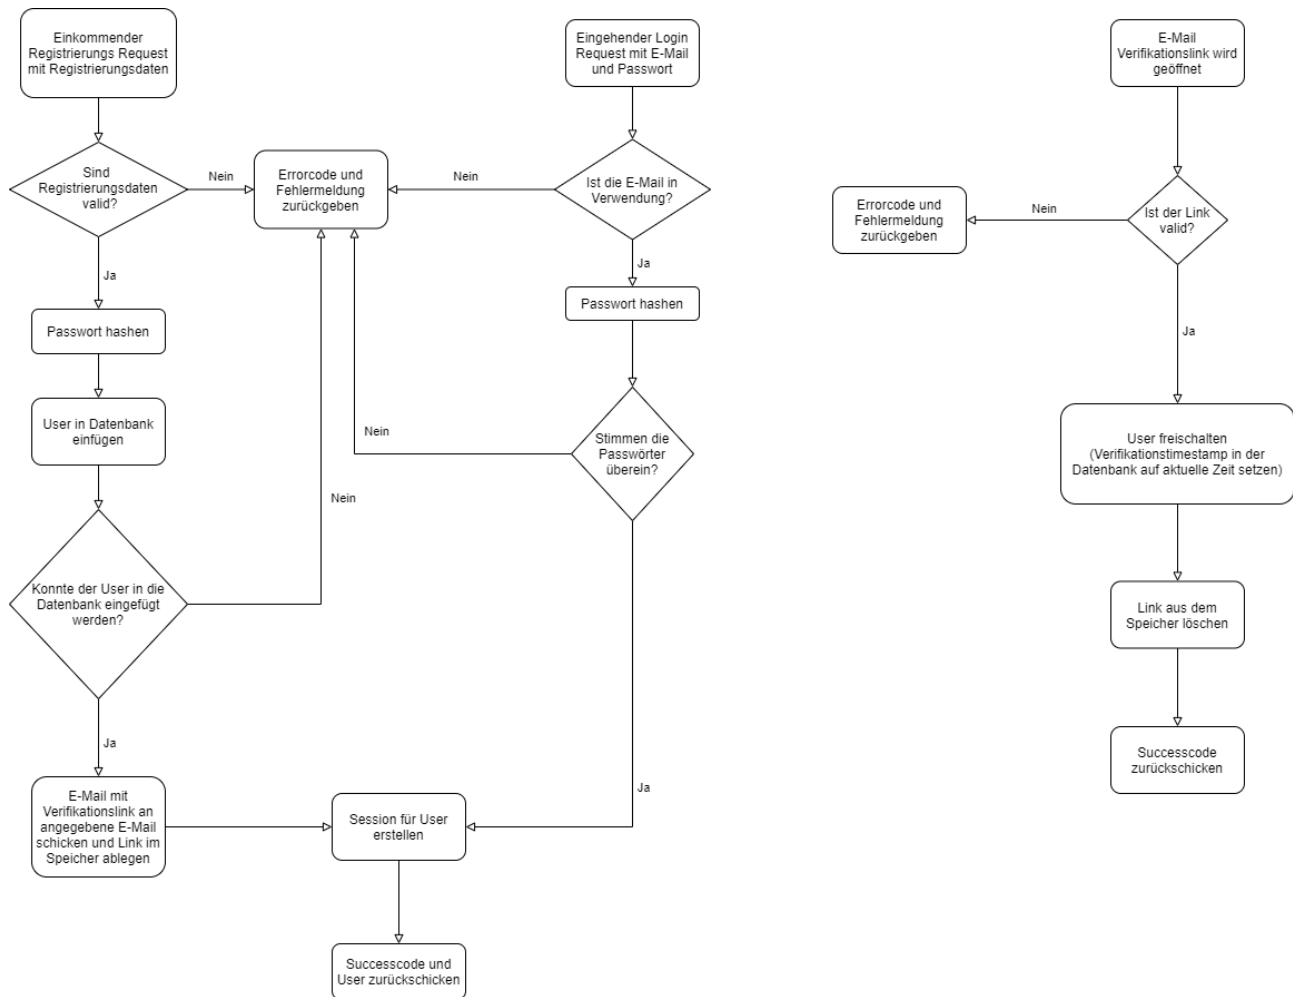 Einkommender
Registrierungs Request
mit Registrierungsdaten
Sind
Registrierungsdaten
valid?
Nein
Ja
Passwort hashen
User in Datenbank
einfügen
Konnte der User in die
Datenbank eingefügt
werden?
Nein
Ja
E-Mail mit
Verifikationslink an
angegebene E-Mail
schicken und Link im
Speicher ablegen
Errorcode und
Fehlermeldung
zurückgeben
Eingehender Login
Request mit E-Mail
und Passwort
Ist die E-Mail in
Verwendung?
Nein
Ja
Passwort hashen
Stimmen die
Passwörter
überein?
Nein
Ja
Session für User
erstellen
Successcode und
User zurückschicken
E-Mail
Verifikationslink wird
geöffnet
Ist der Link
valid?
Nein
Errorcode und
Fehlermeldung
zurückgeben
Ja
User freischalten
(Verifikationstimestamp in der
Datenbank auf aktuelle Zeit setzen)
Link aus dem
Speicher löschen
Successcode
zurückschicken